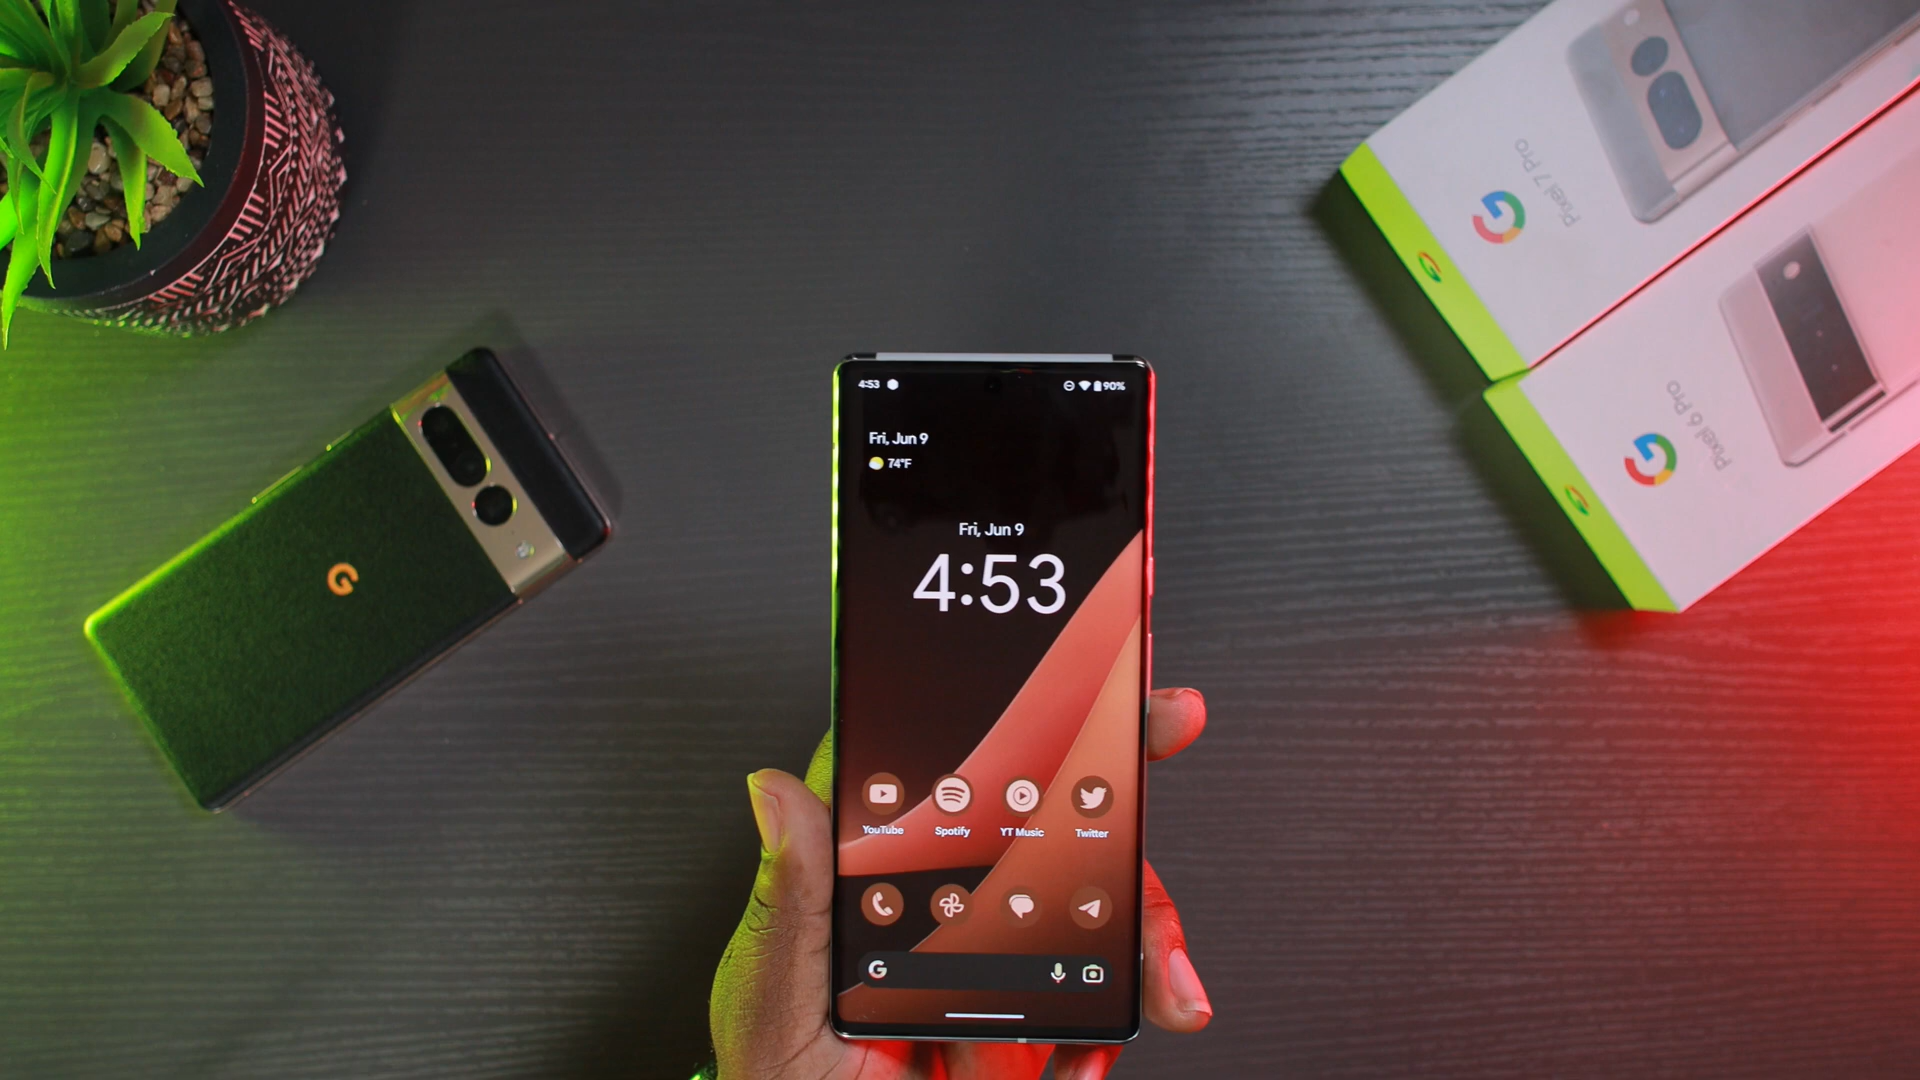 4:53
90%
Fri, Jun 9
74°F
Fri, Jun 9
4:53
YouTube
Spotify
YT Music
Twitter
G
G
Pixel 7 Pro
G
G
Pixel 6 Pro
G
G